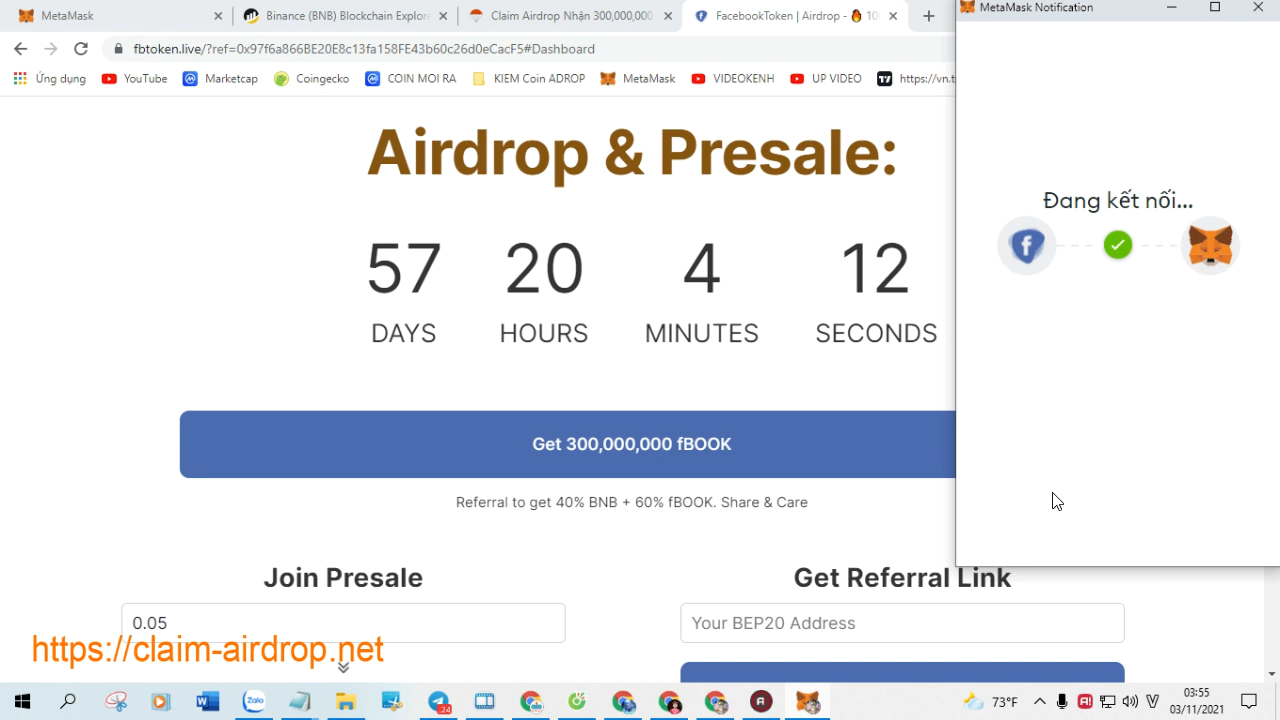 MetaMask
Binance (BNB) Blockchain Explore
Claim Airdrop Nhận 300,000,000
FacebookToken | Airdrop - 🔥 10
MetaMask Notification
fbtoken.live/?ref=0x97f6a866BE20E8c13fa158FE43b60c26d0eCacF5#Dashboard
Ứng dụng
YouTube
Marketcap
Coingecko
COIN MOI RA
KIEM Coin ADROP
MetaMask
VIDEOKENH
UP VIDEO
https://vn.t
Airdrop & Presale:
57 20 4 12
DAYS HOURS MINUTES SECONDS
Đang kết nối...
Get 300,000,000 fBOOK
Referral to get 40% BNB + 60% fBOOK. Share & Care
Join Presale
Get Referral Link
0.05
Your BEP20 Address
https://claim-airdrop.net
Zalo
24
73°F
03:55
03/11/2021